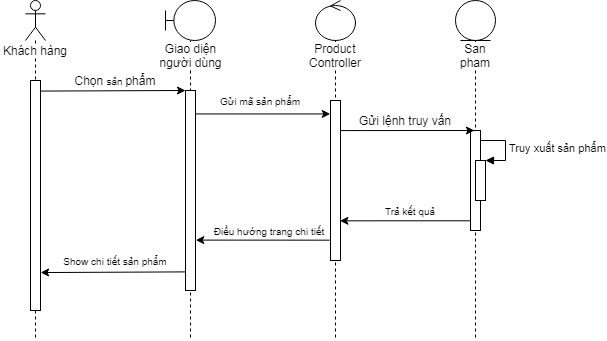 Khách hàng
Giao diện
người dùng
Product
Controller
San
pham
Chọn sản phẩm
Gửi mã sản phẩm
Gửi lệnh truy vấn
Truy xuất sản phẩm
Trả kết quả
Điều hướng trang chi tiết
Show chi tiết sản phẩm